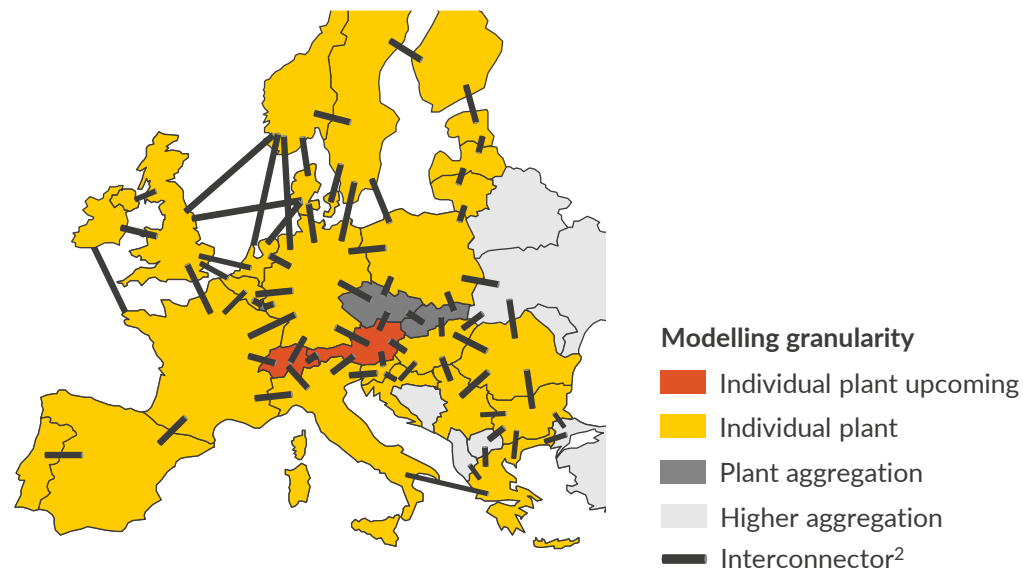 Modelling granularity
Individual plant upcoming
Individual plant
Plant aggregation
Higher aggregation
Interconnector²